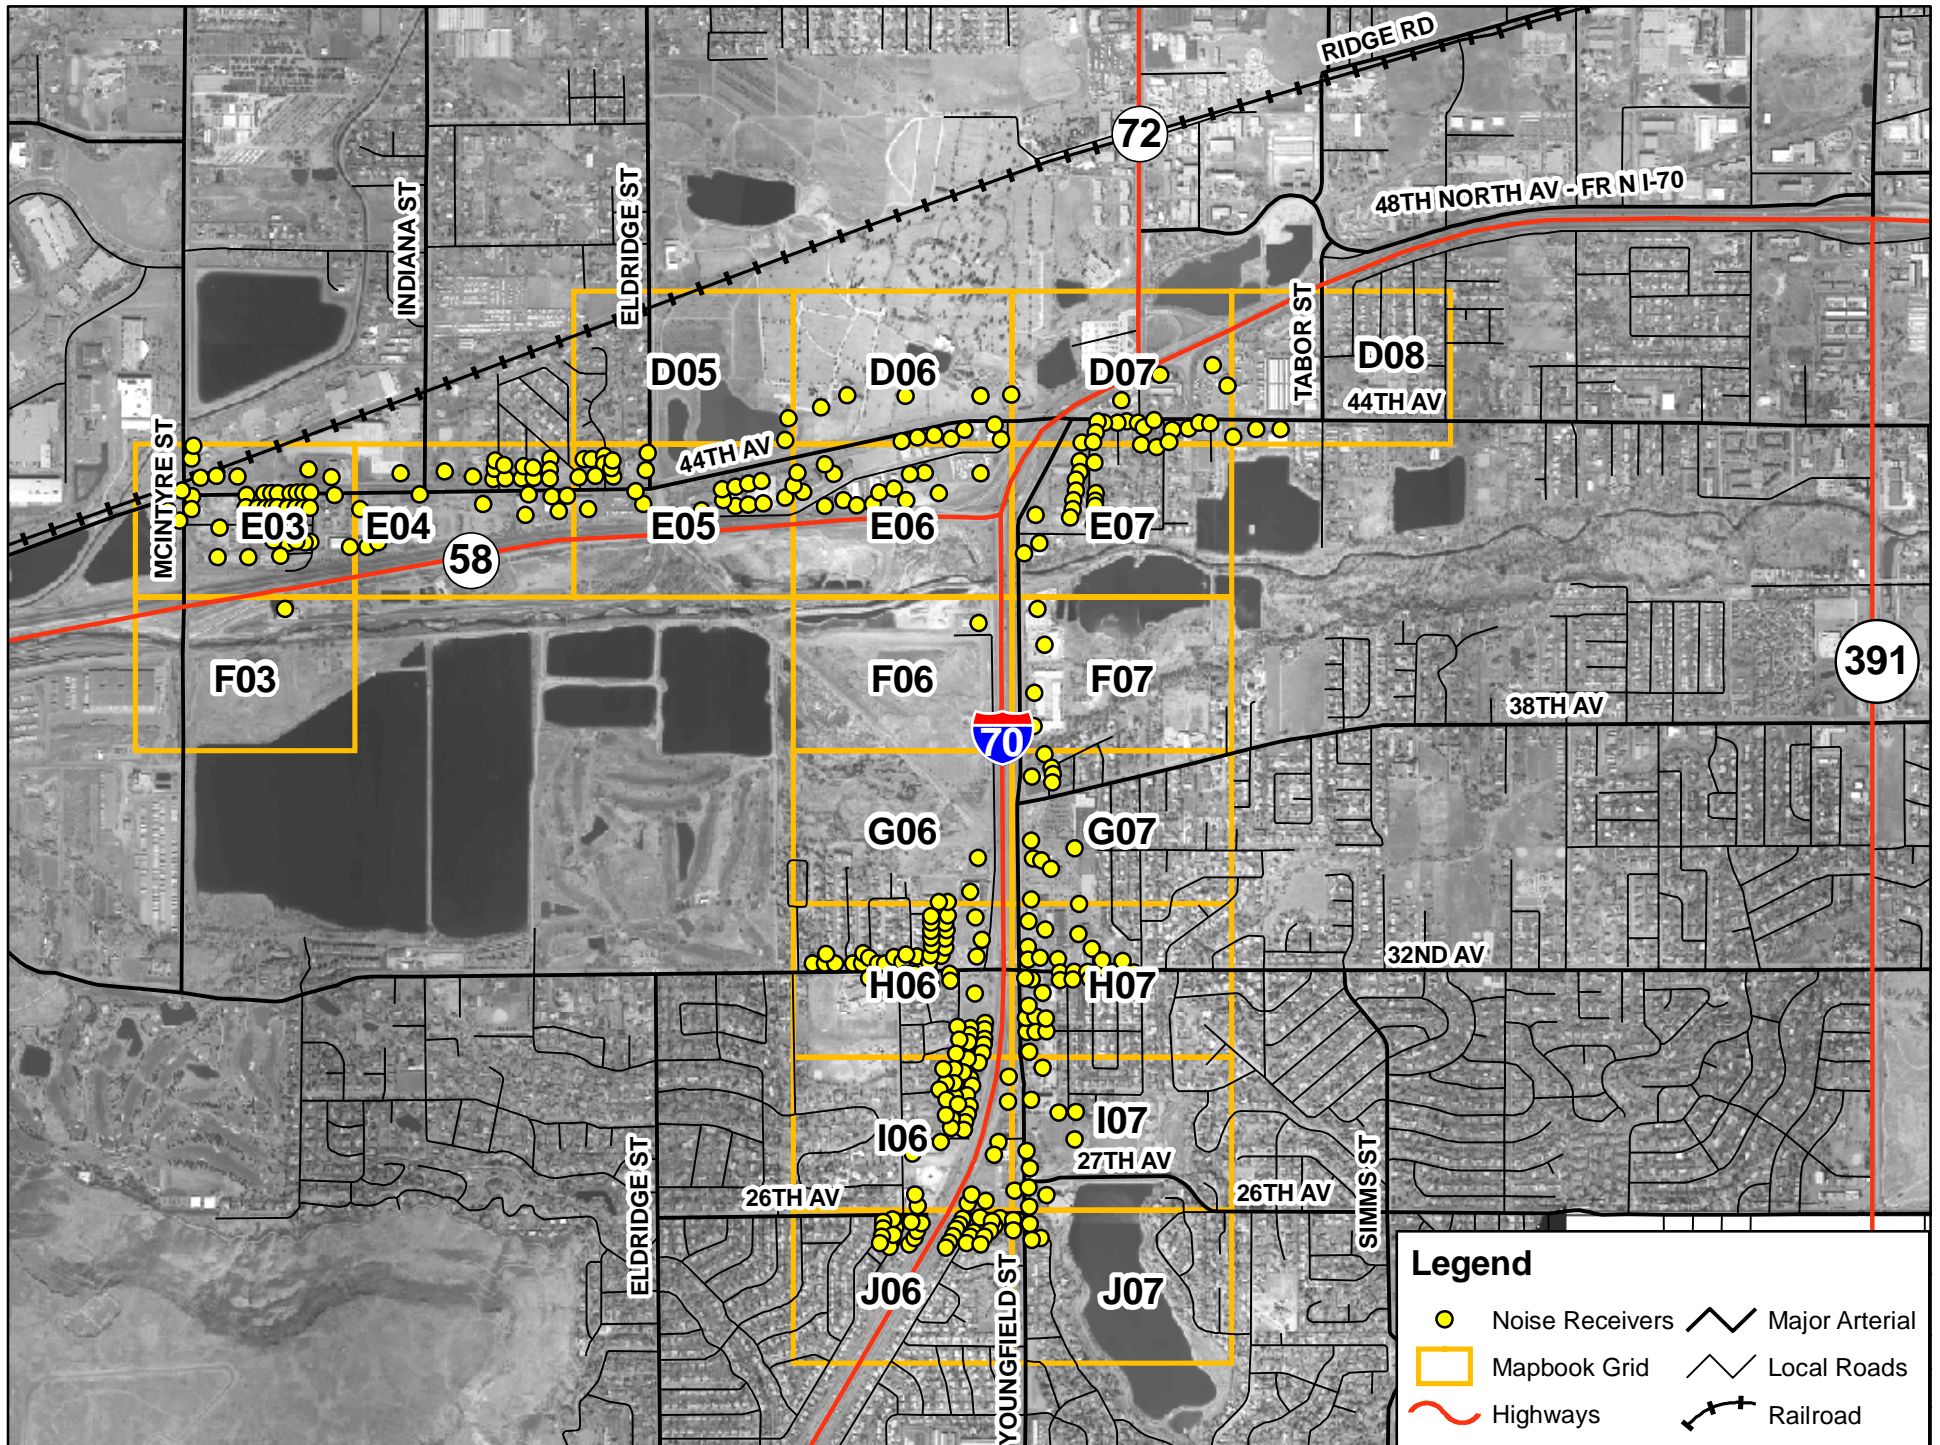 RIDGE RD
72
48TH NORTH AV - FR N I-70
INDIANA ST
ELDRIDGE ST
TABOR ST
D05
D06
D07
D08
44TH AV
MCINTYRE ST
44TH AV
E03
E04
E05
E06
E07
58
F03
F06
F07
391
38TH AV
70
G06
G07
32ND AV
H06
H07
I06
I07
27TH AV
26TH AV
26TH AV
ELDRIDGE ST
SIMMS ST
J06
J07
YOUNGFIELD ST
Legend
Noise Receivers
Major Arterial
Mapbook Grid
Local Roads
Highways
Railroad